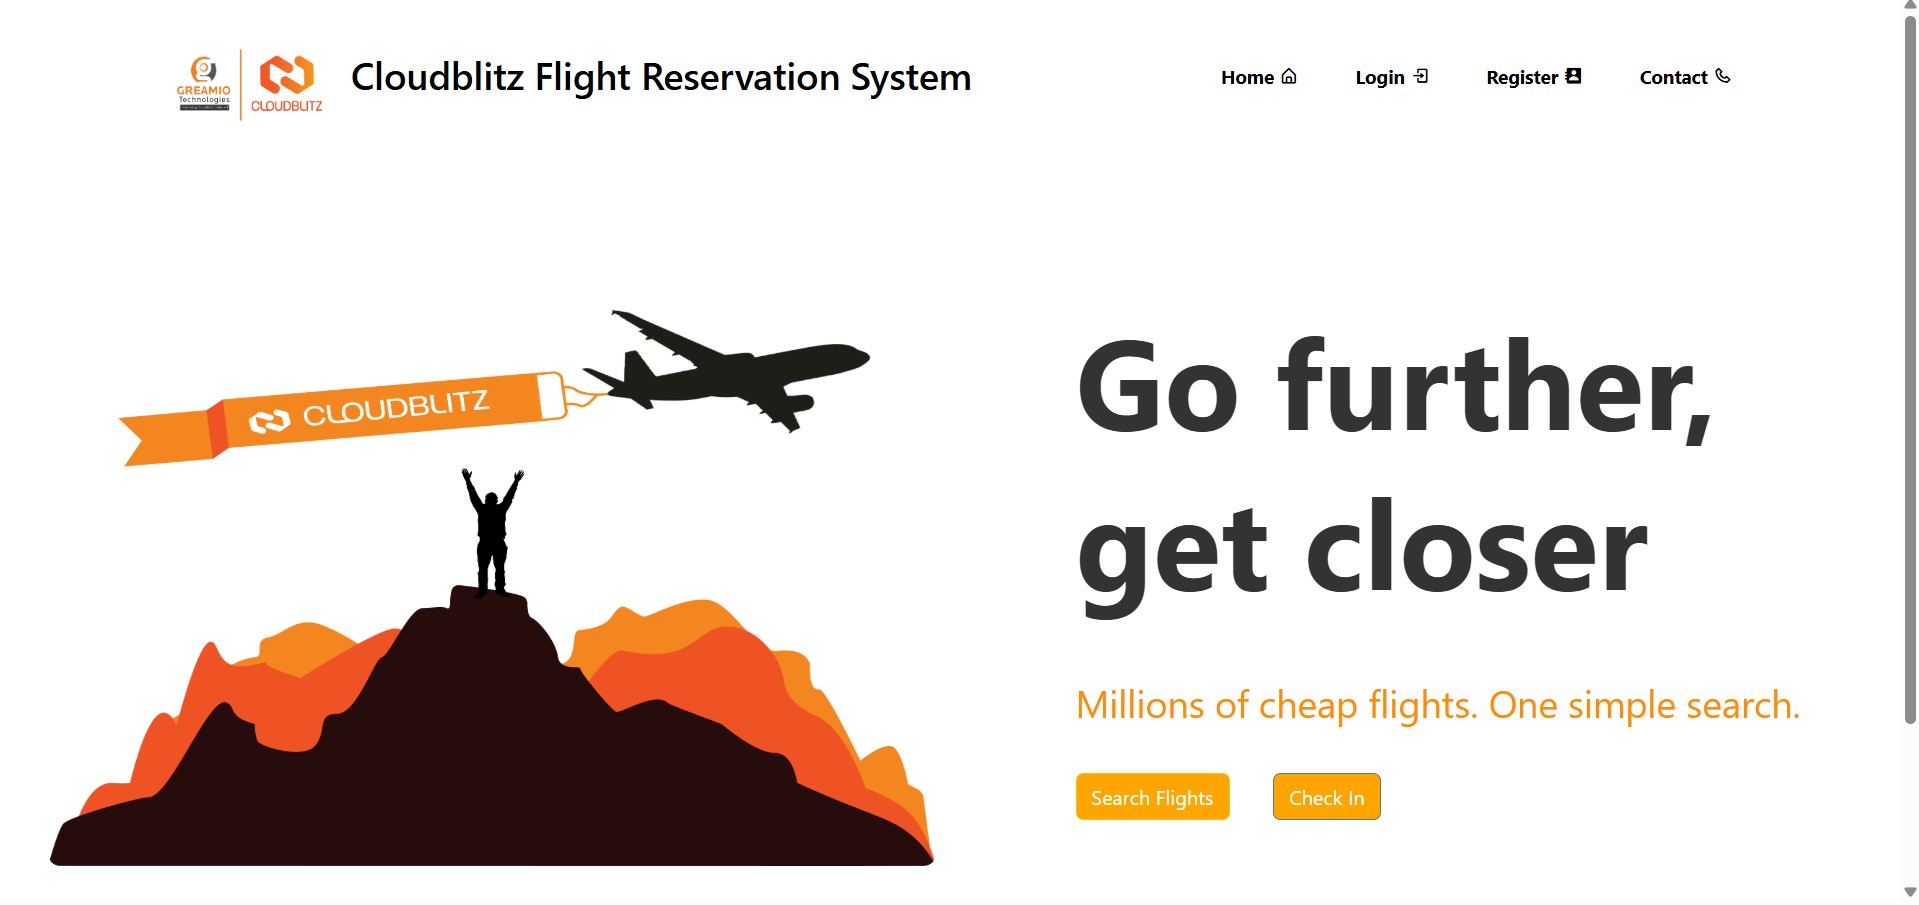 GREAMIO
Technologies
CLOUDBLITZ
Cloudblitz Flight Reservation System
Home
Login
Register
Contact
CLOUDBLITZ
Go further,
get closer
Millions of cheap flights. One simple search.
Search Flights
Check In